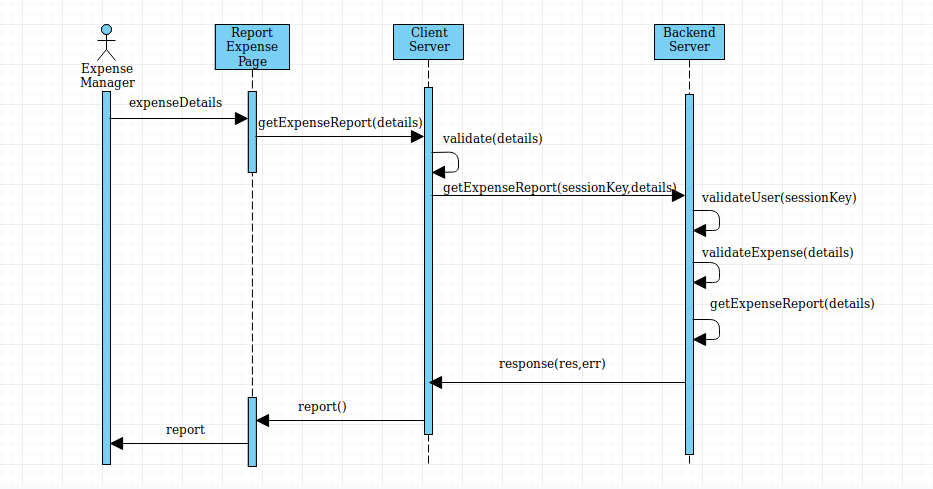 Report
Expense
Page
Client
Server
Backend
Server
Expense
Manager
expenseDetails
getExpenseReport(details)
validate(details)
getExpenseReport(sessionKey,details)
validateUser(sessionKey)
validateExpense(details)
getExpenseReport(details)
response(res,err)
report()
report